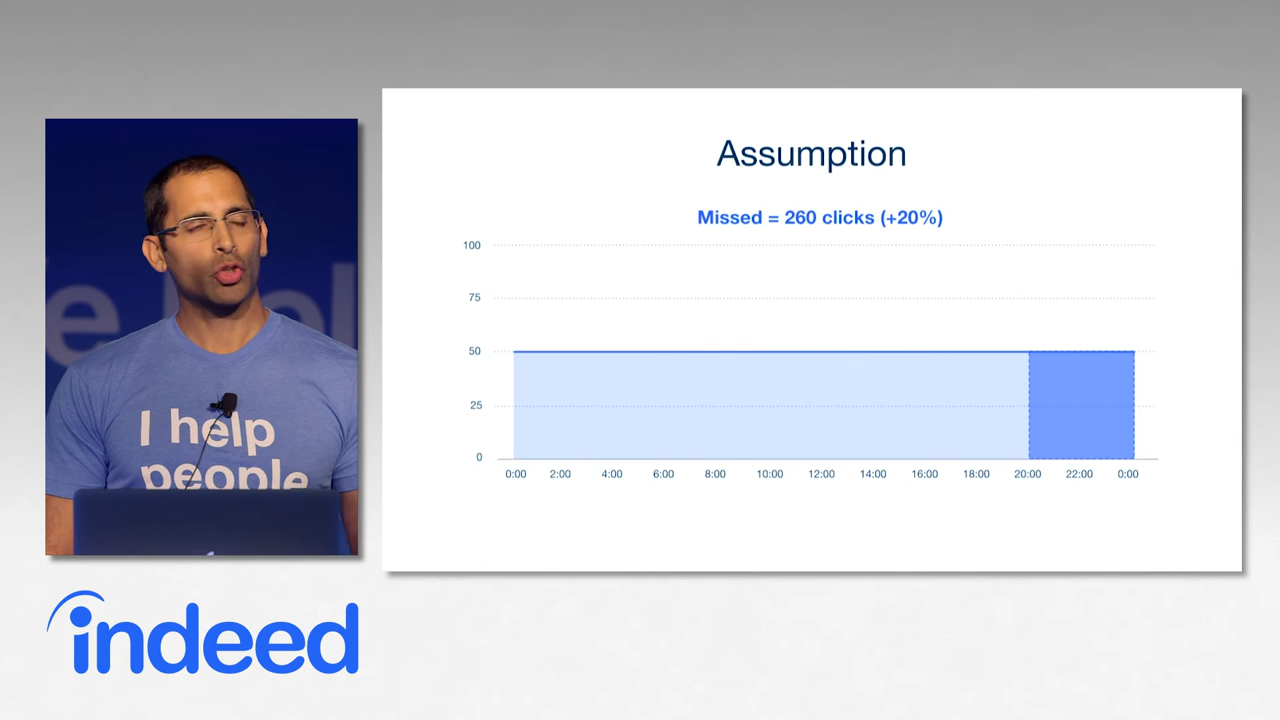 Assumption
Missed = 260 clicks (+20%)
100
75
50
25
0
0:00 2:00 4:00 6:00 8:00 10:00 12:00 14:00 16:00 18:00 20:00 22:00 0:00
I help
people
indeed